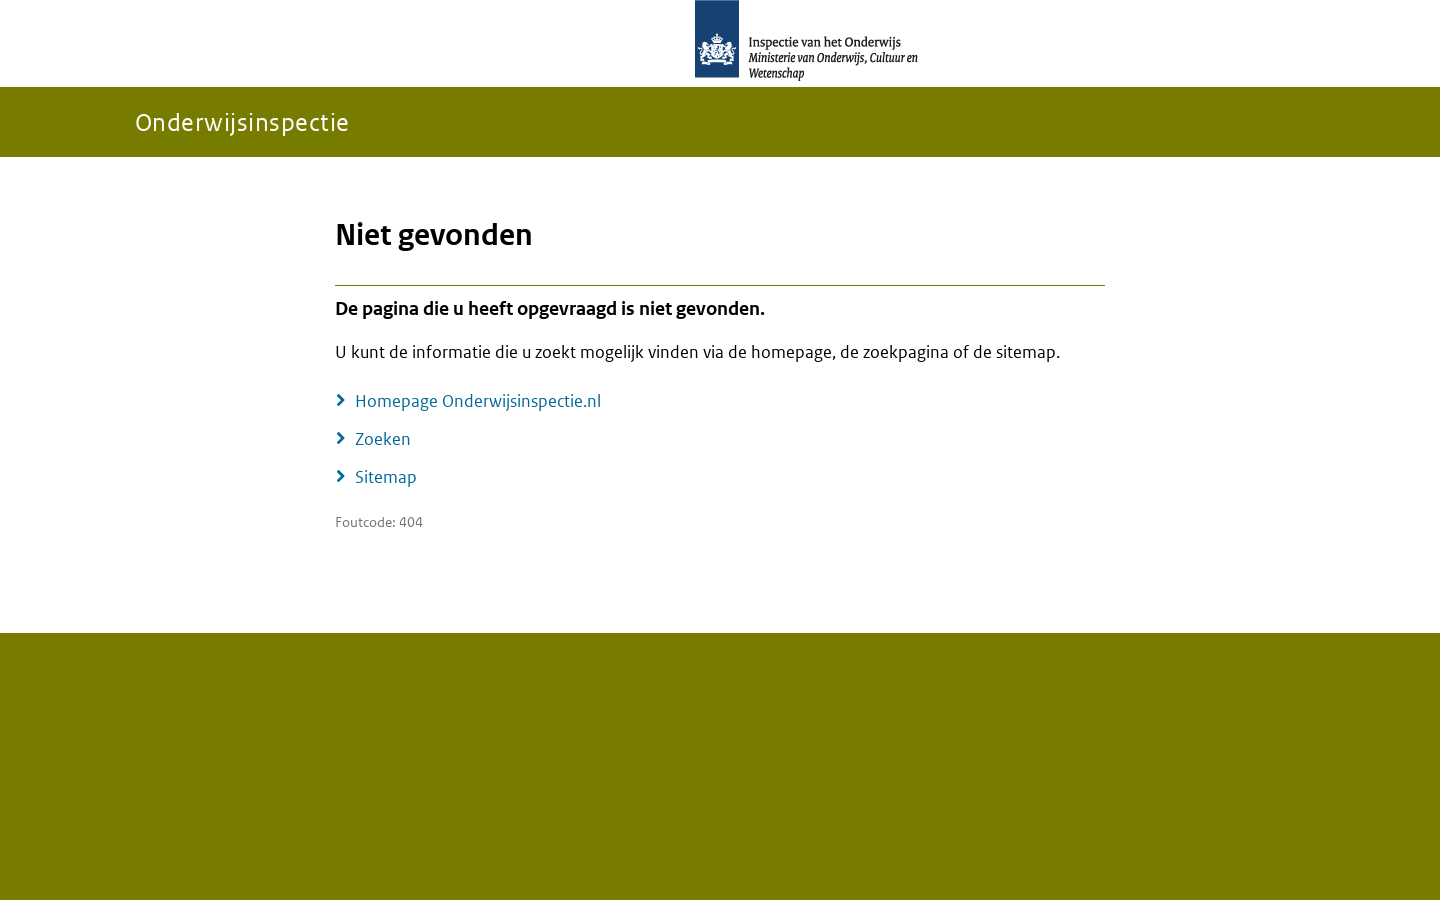 Inspectie van het Onderwijs
Ministerie van Onderwijs, Cultuur en
Wetenschap
Onderwijsinspectie
Niet gevonden
De pagina die u heeft opgevraagd is niet gevonden.
U kunt de informatie die u zoekt mogelijk vinden via de homepage, de zoekpagina of de sitemap.
Homepage Onderwijsinspectie.nl
Zoeken
Sitemap
Foutcode: 404